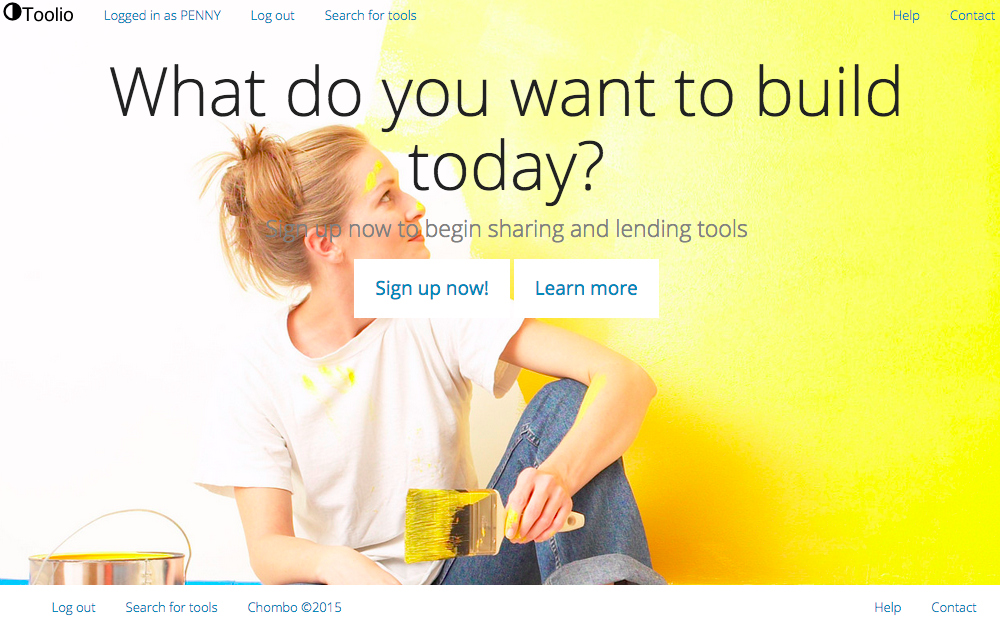 Toolio Logged in as PENNY Log out Search for tools Help Contact
What do you want to build
today?
Sign up now to begin sharing and lending tools
Sign up now! Learn more
Log out Search for tools Chombo ©2015 Help Contact